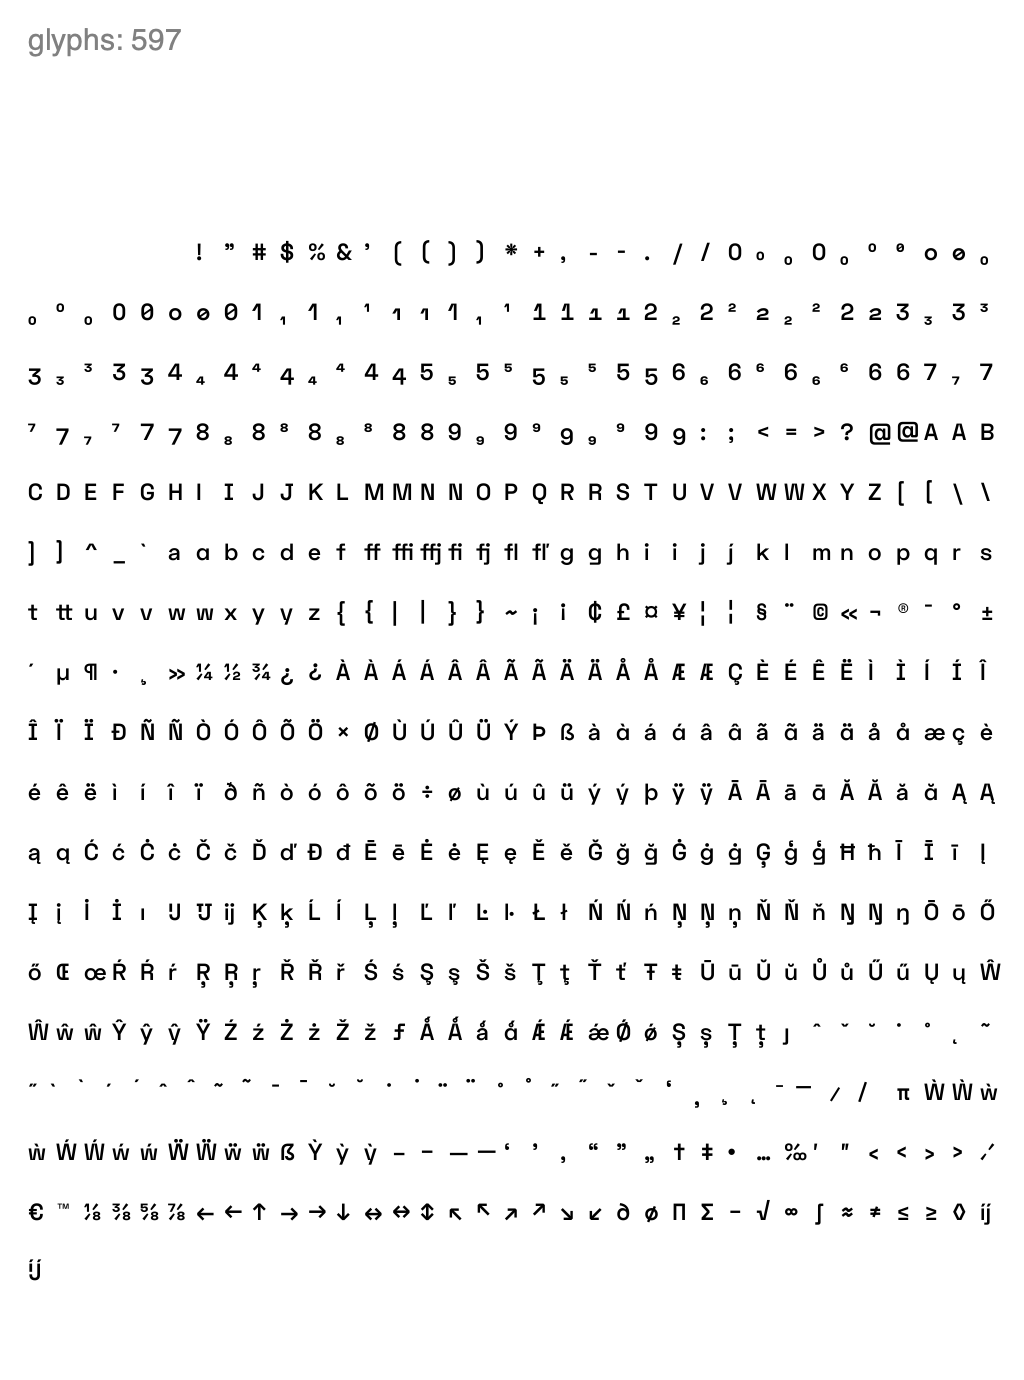 glyphs: 597
! ” # $ % & ’ ( ( ) ) * + , - - . / / 0 ₀ ₀ 0 ₀ ⁰ ⁰ o ø ₀
₀ ⁰ ₀ 0 0 o ø 0 1 ₁ 1 ₁ ¹ 1 1 1 ₁ ¹ 1 1 1 1 2 ₂ 2 ² 2 ₂ ² 2 2 3 ₃ 3 ³
3 ₃ ³ 3 3 4 ₄ 4 ⁴ 4 ₄ ⁴ 4 4 5 ₅ 5 ⁵ 5 ₅ ⁵ 5 5 6 ₆ 6 ⁶ 6 ₆ ⁶ 6 6 7 ₇ 7
⁷ 7 ₇ ⁷ 7 7 8 ₈ 8 ⁸ 8 ₈ ⁸ 8 8 9 ₉ 9 ⁹ 9 ₉ ⁹ 9 9 : ; < = > ? @ @ A A B
C D E F G H I I J J K L M M N N O P Q R R S T U V V W W X Y Z [ [ \ \
] ] ^ _ ` a ɑ b c d e f ff ffi ffj fi fj fl fľ g g h i i j j́ k l m n o p q r s
t tt u v v w w x y y z { { | | } } ~ ¡ ¡ ₵ £ ¤ ¥ ¦ ¦ § ¨ © « ¬ ® ¯ ° ±
´ µ ¶ · ¸ » ¼ ½ ¾ ¿ ¿ À À Á Á Â Â Ã Ã Ä Ä Å Å Æ Æ Ç È É Ê Ë Ì Ì Í Í Î
Î Ï Ï Ð Ñ Ñ Ò Ó Ô Õ Ö × Ø Ù Ú Û Ü Ý Þ ß à ɑ̀ á ɑ́ â ɑ̂ ã ɑ̃ ä ɑ̈ å ɑ̊ æ ç è
é ê ë ì í î ï ð ñ ò ó ô õ ö ÷ ø ù ú û ü ý ý þ ÿ ÿ Ā Ā ā ɑ̄ Ă Ă ă ɑ̆ Ą Ą
ą ɑ̨ Ć ć Ċ ċ Č č Ď ď Đ đ Ē ē Ė ė Ę ę Ě ě Ğ ğ ğ Ġ ġ ġ Ģ ģ ģ Ħ ħ Ī Ī ī Į
Į į İ İ ı Ĳ Ĳ ĳ Ķ ķ Ĺ ĺ Ļ ļ Ľ ľ Ŀ ŀ Ł ł Ń Ń ń Ņ Ņ ņ Ň Ň ň Ŋ Ŋ ŋ Ō ō Ő
ő Œ œ Ŕ Ŕ ŕ Ŗ Ŗ ŗ Ř Ř ř Ś ś Ş ş Š š Ţ ţ Ť ť Ŧ ŧ Ū ū Ŭ ŭ Ů ů Ű ű Ų ų Ŵ
Ŵ ŵ ŵ Ŷ ŷ ŷ Ÿ Ź ź Ż ż Ž ž ƒ Ǻ Ǻ ǻ ɑ̊́ Ǽ Ǽ ǽ Ǿ ǿ Ș ș Ț ț ȷ ˆ ˇ ˘ ˙ ˚ ˛ ˜
˝ ̀ ̀ ́ ́ ̂ ̂ ̃ ̃ ̄ ̄ ̆ ̆ ̇ ̇ ̈ ̈ ̊ ̊ ̋ ̋ ̌ ̌ ̒ ̦ ̧ ̨ ̵ ̶ ̷ ̸ π Ẁ Ẁ ẁ
ẁ Ẃ Ẃ ẃ ẃ Ẅ Ẅ ẅ ẅ ẞ Ỳ ỳ ỳ – – — — ‘ ’ ‚ “ ” „ † ‡ • … ‰ ′ ″ ‹ ‹ › › ⁄
€ ™ ⅛ ⅜ ⅝ ⅞ ← ← ↑ → → ↓ ↔ ↔ ↕ ↖ ↖ ↗ ↗ ↘ ↙ ∂ ∅ ∏ ∑ − √ ∞ ∫ ≈ ≠ ≤ ≥ ◊ íj́
íj́